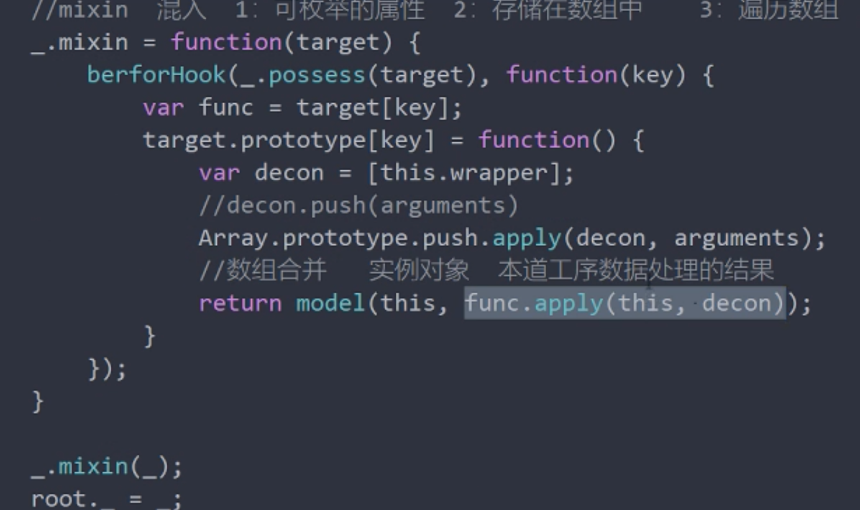 //mixin 混入 1: 可枚举的属性 2: 存储在数组中 3: 遍历数组
_.mixin = function(target) {
berforHook(_.possess(target), function(key) {
var func = target[key];
target.prototype[key] = function() {
var decon = [this.wrapper];
//decon.push(arguments)
Array.prototype.push.apply(decon, arguments);
//数组合并 实例对象 本道工序数据处理的结果
return model(this, func.apply(this, decon));
}
});
}
_.mixin(_);
root._ = _;